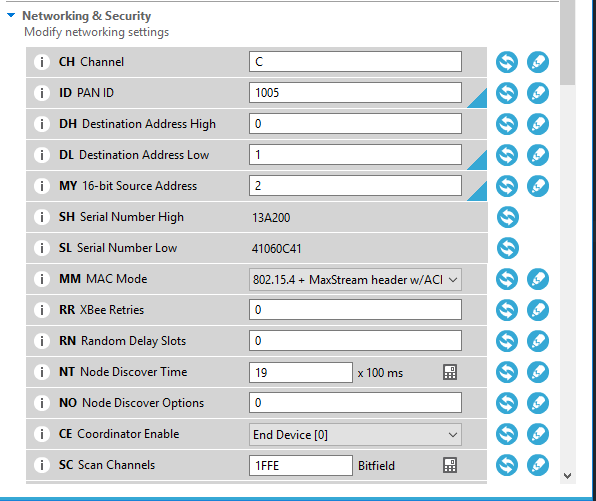 Networking & Security
Modify networking settings
i CH Channel C
i ID PAN ID 1005
i DH Destination Address High 0
i DL Destination Address Low 1
i MY 16-bit Source Address 2
i SH Serial Number High 13A200
i SL Serial Number Low 41060C41
i MM MAC Mode 802.15.4 + MaxStream header w/ACI
i RR XBee Retries 0
i RN Random Delay Slots 0
i NT Node Discover Time 19 x 100 ms
i NO Node Discover Options 0
i CE Coordinator Enable End Device [0]
i SC Scan Channels 1FFE Bitfield